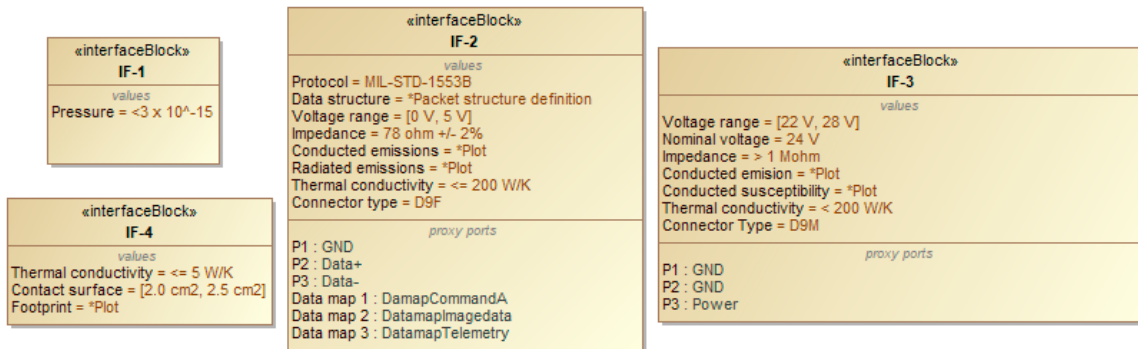 «interfaceBlock»
IF-1
values
Pressure = <3 x 10^-15
«interfaceBlock»
IF-4
values
Thermal conductivity = <= 5 W/K
Contact surface = [2.0 cm2, 2.5 cm2]
Footprint = *Plot
«interfaceBlock»
IF-2
values
Protocol = MIL-STD-1553B
Data structure = *Packet structure definition
Voltage range = [0 V, 5 V]
Impedance = 78 ohm +/- 2%
Conducted emissions = *Plot
Radiated emissions = *Plot
Thermal conductivity = <= 200 W/K
Connector type = D9F
proxy ports
P1 : GND
P2 : Data+
P3 : Data-
Data map 1 : DamapCommandA
Data map 2 : DatamapImagedata
Data map 3 : DatamapTelemetry
«interfaceBlock»
IF-3
values
Voltage range = [22 V, 28 V]
Nominal voltage = 24 V
Impedance = > 1 Mohm
Conducted emision = *Plot
Conducted susceptibility = *Plot
Thermal conductivity = < 200 W/K
Connector Type = D9M
proxy ports
P1 : GND
P2 : GND
P3 : Power